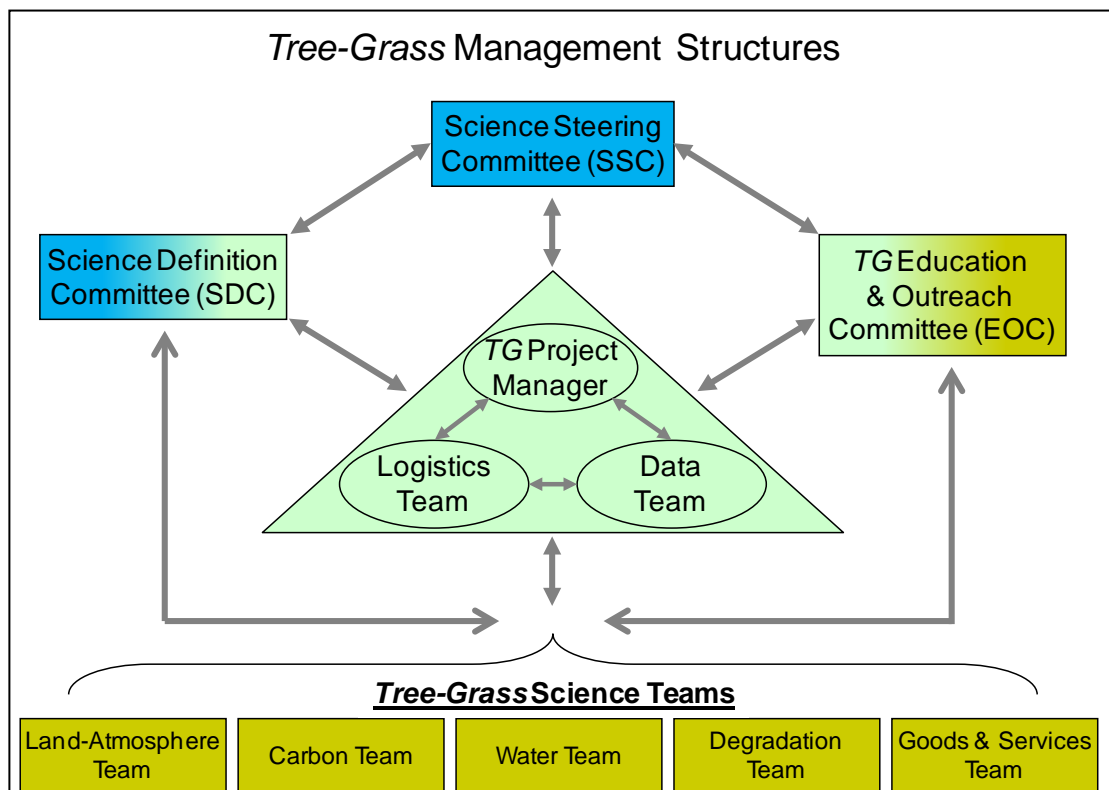 Tree-Grass Management Structures
Science Steering
Committee (SSC)
Science Definition
Committee (SDC)
TG Education
& Outreach
Committee (EOC)
TG Project
Manager
Logistics
Team
Data
Team
Tree-Grass Science Teams
Land-Atmosphere
Team
Carbon Team
Water Team
Degradation
Team
Goods & Services
Team